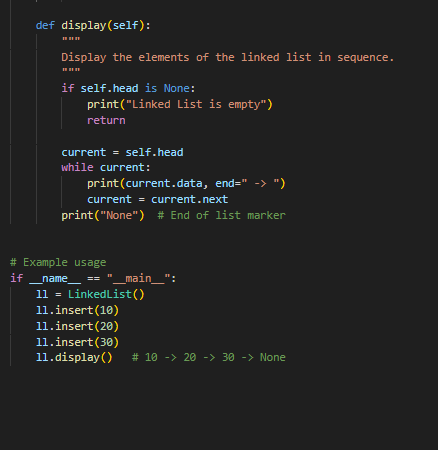 def display(self):
        """
        Display the elements of the linked list in sequence.
        """
        if self.head is None:
            print("Linked List is empty")
            return

        current = self.head
        while current:
            print(current.data, end=" -> ")
            current = current.next
        print("None")  # End of list marker


# Example usage
if __name__ == "__main__":
    ll = LinkedList()
    ll.insert(10)
    ll.insert(20)
    ll.insert(30)
    ll.display()   # 10 -> 20 -> 30 -> None